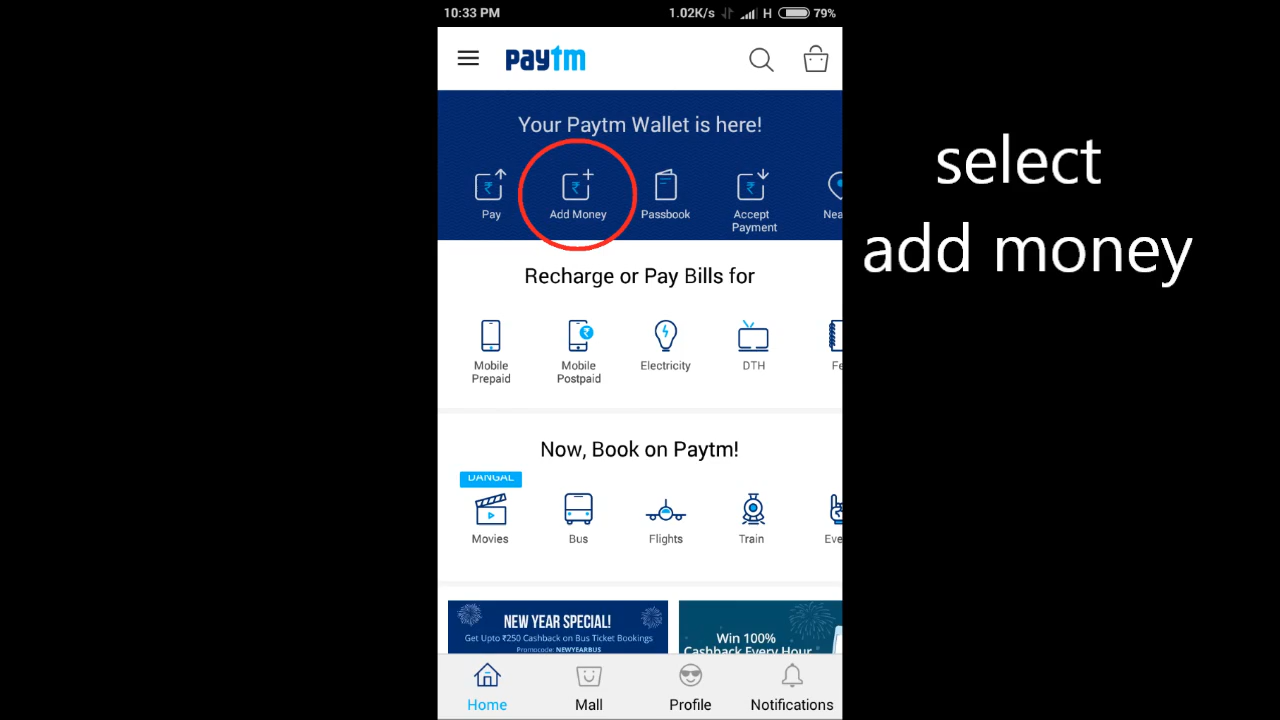 10:33 PM 1.02K/s H 79%
paytm
Your Paytm Wallet is here!
Pay Add Money Passbook Accept Payment
select
add money
Recharge or Pay Bills for
Mobile Prepaid Mobile Postpaid Electricity DTH
Now, Book on Paytm!
DANGAL
Movies Bus Flights Train
NEW YEAR SPECIAL!
Get Upto ₹250 Cashback on Bus Ticket Bookings
Promocode: NEWYEARBUS
Win 100%
Cashback Every Hour
Home Mall Profile Notifications